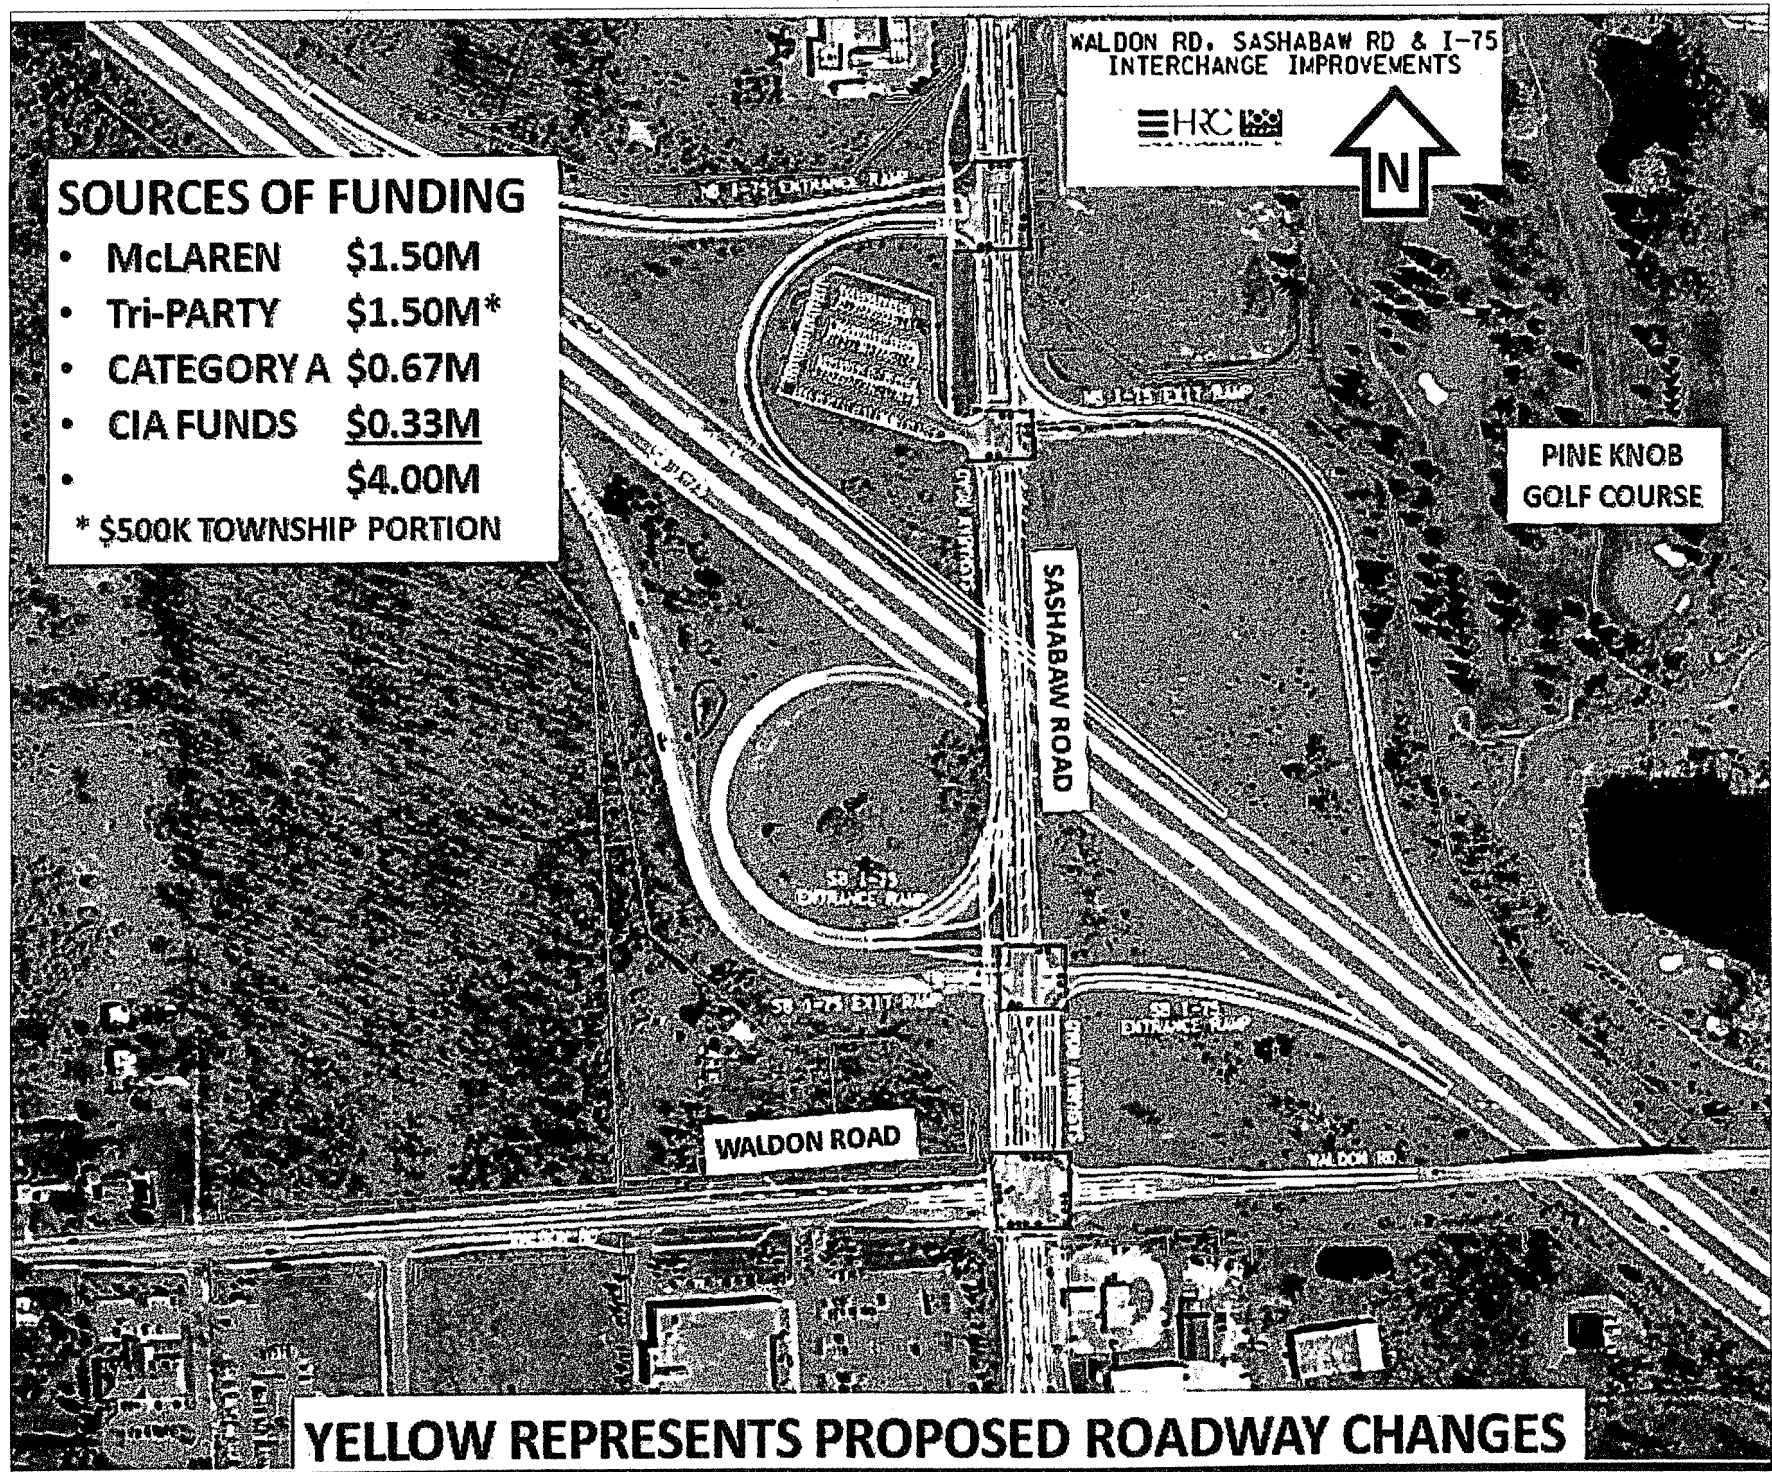 WALDON RD. SASHABAW RD & I-75
INTERCHANGE IMPROVEMENTS
HRC
N
SOURCES OF FUNDING
• McLAREN $1.50M
• Tri-PARTY $1.50M*
• CATEGORY A $0.67M
• CIA FUNDS $0.33M
• $4.00M
* $500K TOWNSHIP PORTION
NB I-75 ENTRANCE RAMP
NB I-75 EXIT RAMP
PINE KNOB
GOLF COURSE
SASHABAW ROAD
SB I-75
ENTRANCE RAMP
SB I-75 EXIT RAMP
SB I-75
ENTRANCE RAMP
WALDON ROAD
WALDON RD.
WALDON RD.
YELLOW REPRESENTS PROPOSED ROADWAY CHANGES